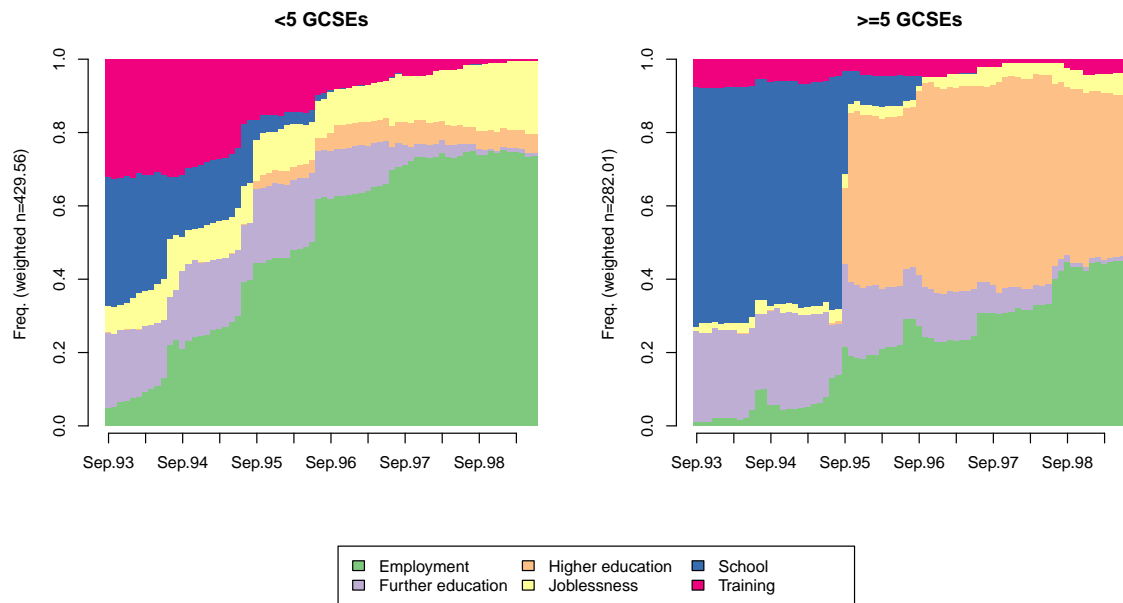 <5 GCSEs
>=5 GCSEs
Freq. (weighted n=429.56)
0.0 0.2 0.4 0.6 0.8 1.0
Sep.93 Sep.94 Sep.95 Sep.96 Sep.97 Sep.98
Freq. (weighted n=282.01)
0.0 0.2 0.4 0.6 0.8 1.0
Sep.93 Sep.94 Sep.95 Sep.96 Sep.97 Sep.98
Employment Higher education School
Further education Joblessness Training